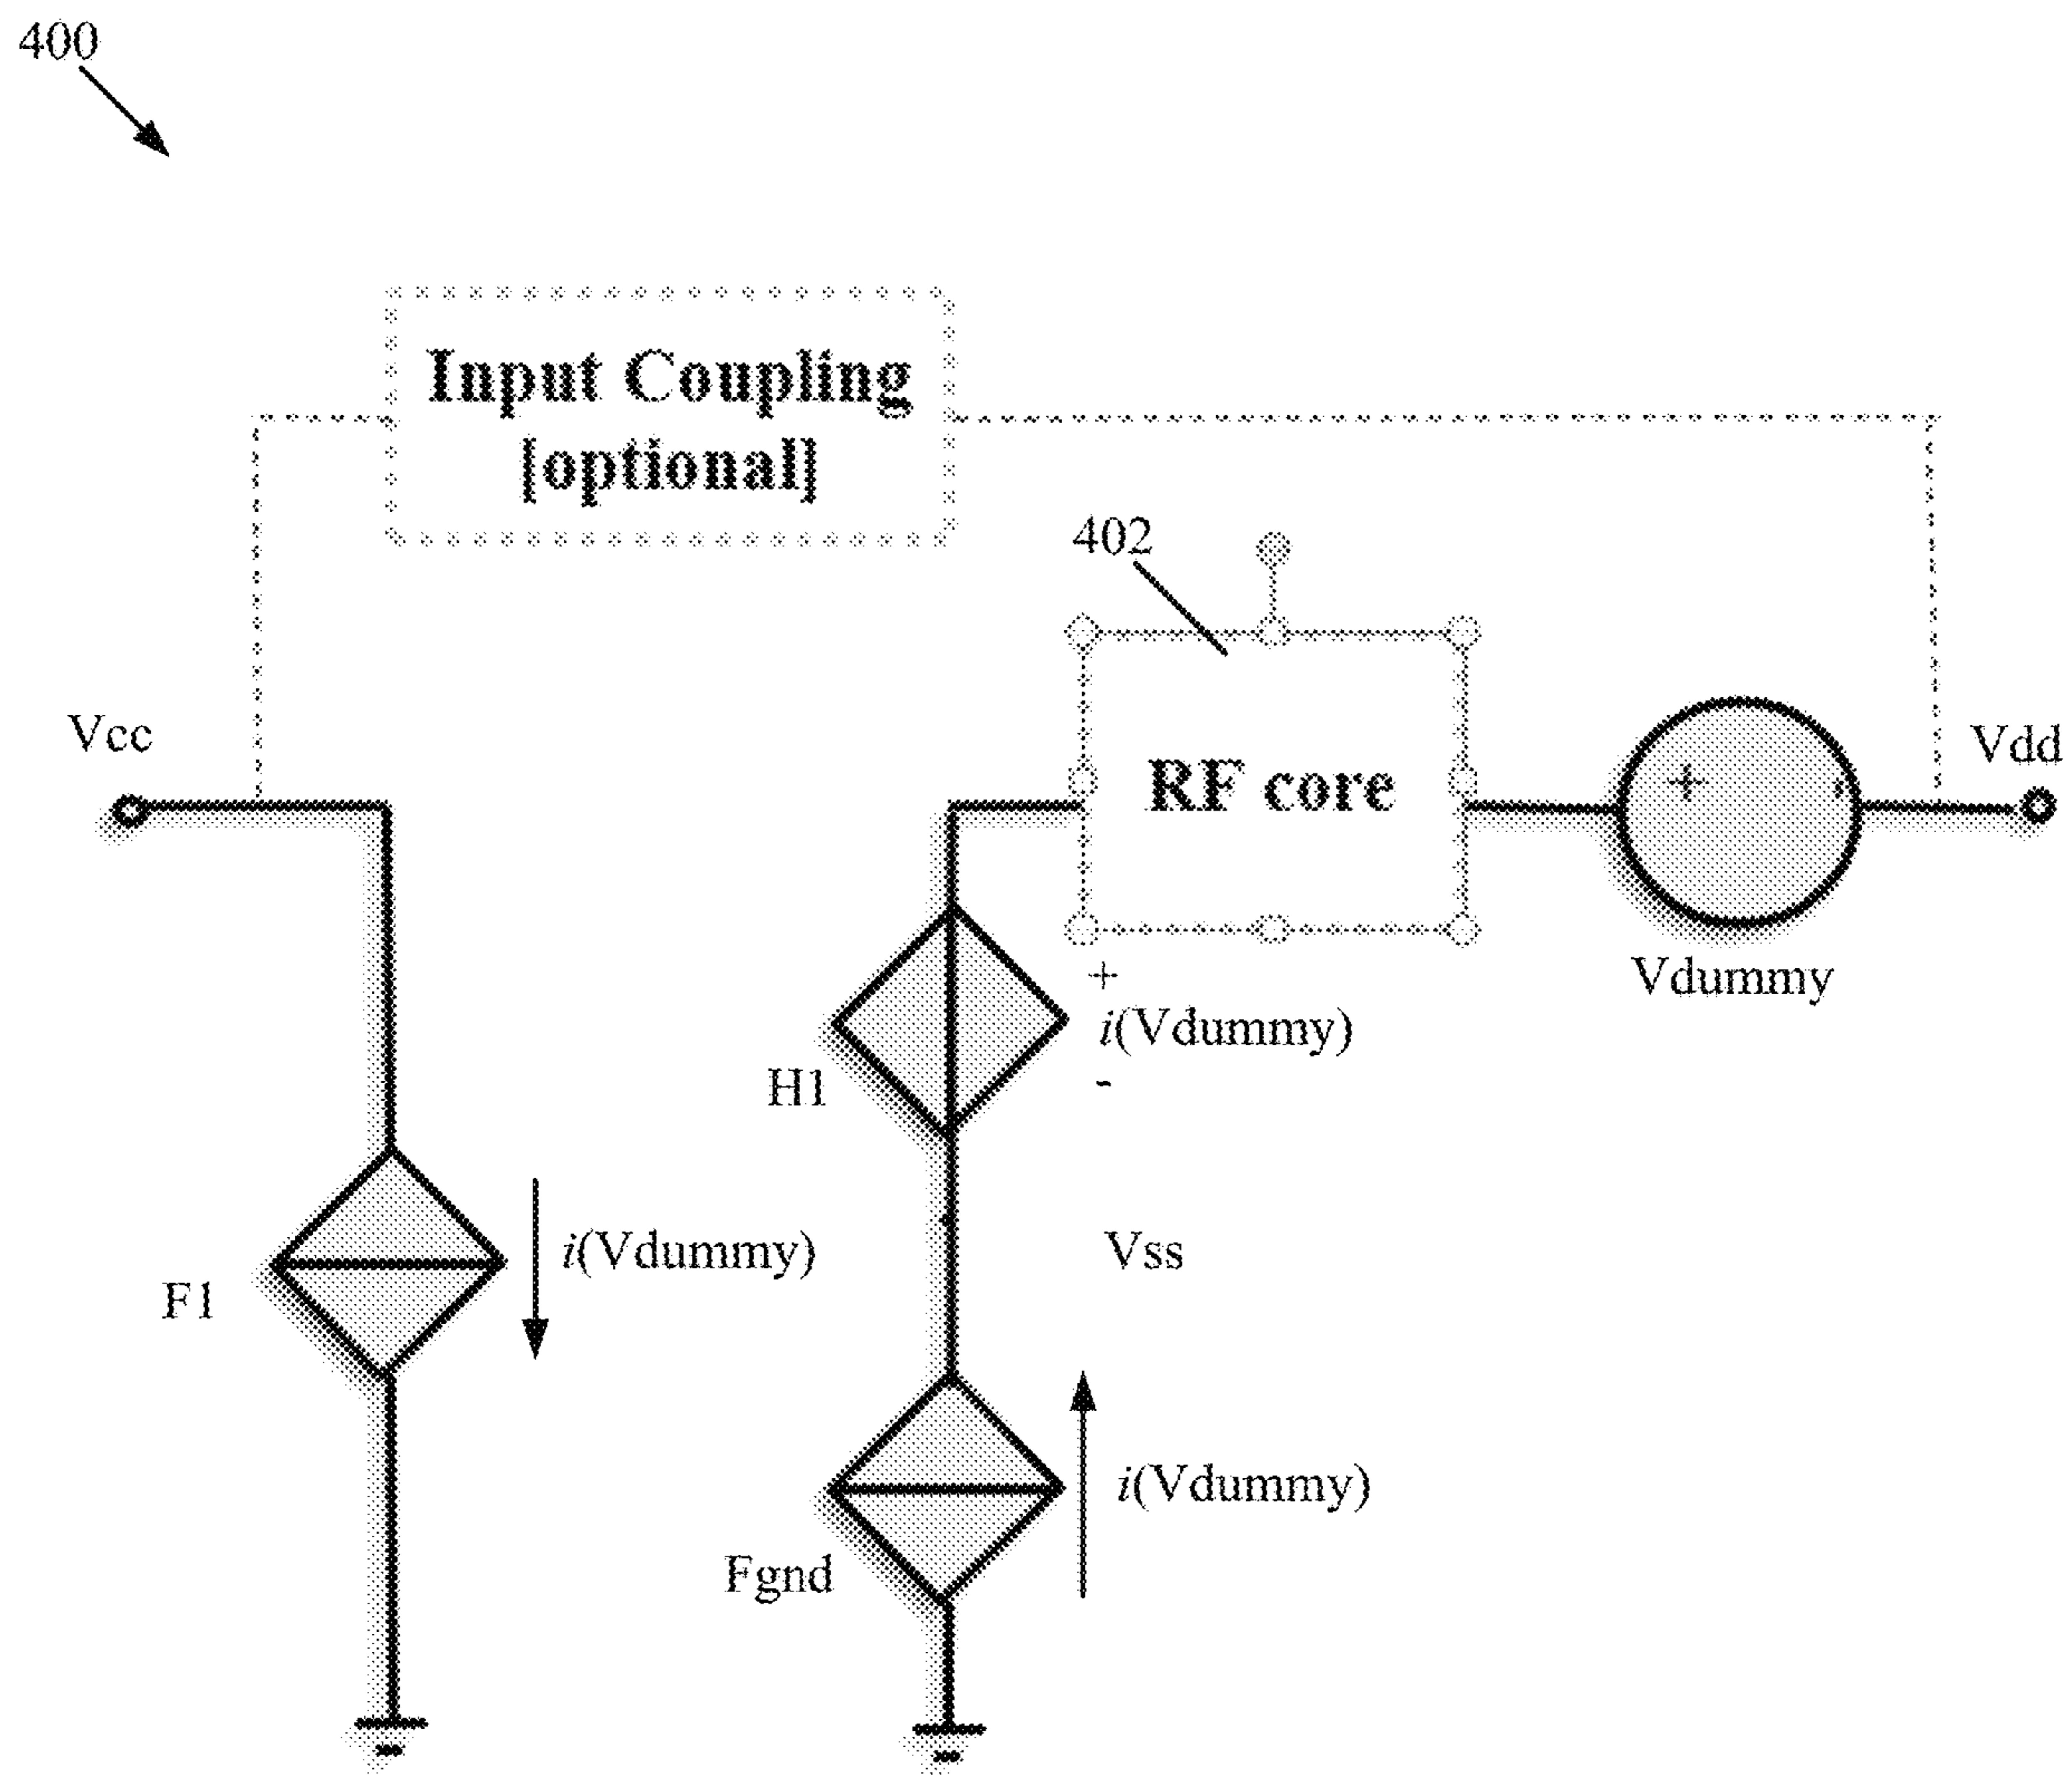 400
Input Coupling
[optional]
402
Vcc
RF core
+
-
Vdd
Vdummy
+
i(Vdummy)
-
H1
i(Vdummy)
Vss
F1
i(Vdummy)
Fgnd